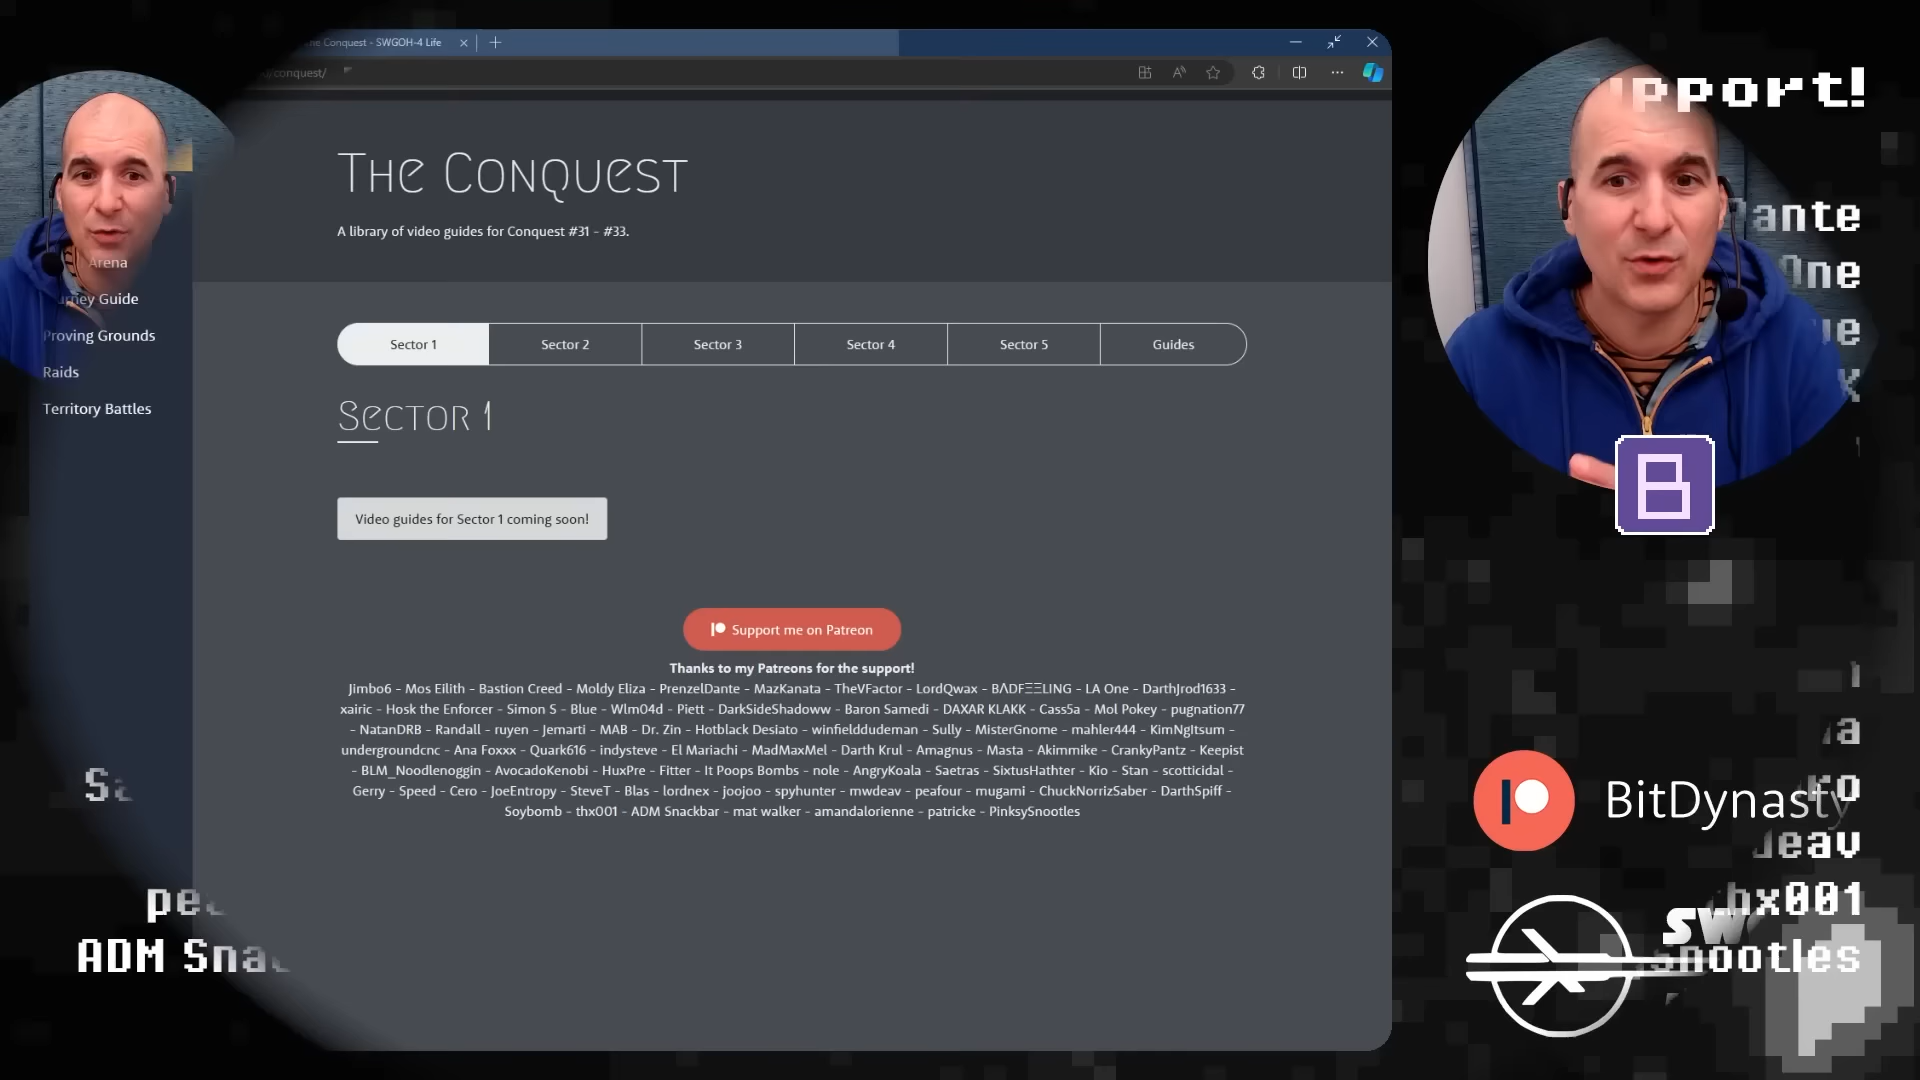 The Conquest - SWGOH-4 Life
/conquest/
The Conquest
A library of video guides for Conquest #31 - #33.
Arena
Proving Grounds
Raids
Territory Battles
Sector 1
Sector 2
Sector 3
Sector 4
Sector 5
Guides
Sector 1
Video guides for Sector 1 coming soon!
Support me on Patreon
Thanks to my Patreons for the support!
Jimbo6 - Mos Eilith - Bastion Creed - Moldy Eliza - PrenzelDante - MazKanata - TheVFactor - LordQwax - BΛDFΞΞLING - LA One - DarthJrod1633 -
xairic - Hosk the Enforcer - Simon S - Blue - Wlm04d - Piett - DarkSideShadoww - Baron Samedi - DAXAR KLAKK - Cass5a - Mol Pokey - pugnation77
- NatanDRB - Randall - ruyen - Jemarti - MAB - Dr. Zin - Hotblack Desiato - winfielddudeman - Sully - MisterGnome - mahler444 - KimNgItsum -
undergroundcnc - Ana Foxxx - Quark616 - indysteve - El Mariachi - MadMaxMel - Darth Krul - Amagnus - Masta - Akimmike - CrankyPantz - Keepist
- BLM_Noodlenoggin - AvocadoKenobi - HuxPre - Fitter - It Poops Bombs - nole - AngryKoala - Saetras - SixtusHathter - Kio - Stan - scotticidal -
Gerry - Speed - Cero - JoeEntropy - SteveT - Blas - lordnex - joojoo - spyhunter - mwdeav - peafour - mugami - ChuckNorrizSaber - DarthSpiff -
Soybomb - thx001 - ADM Snackbar - mat walker - amandalorienne - patricke - PinksySnootles
B
BitDynasty
ADM